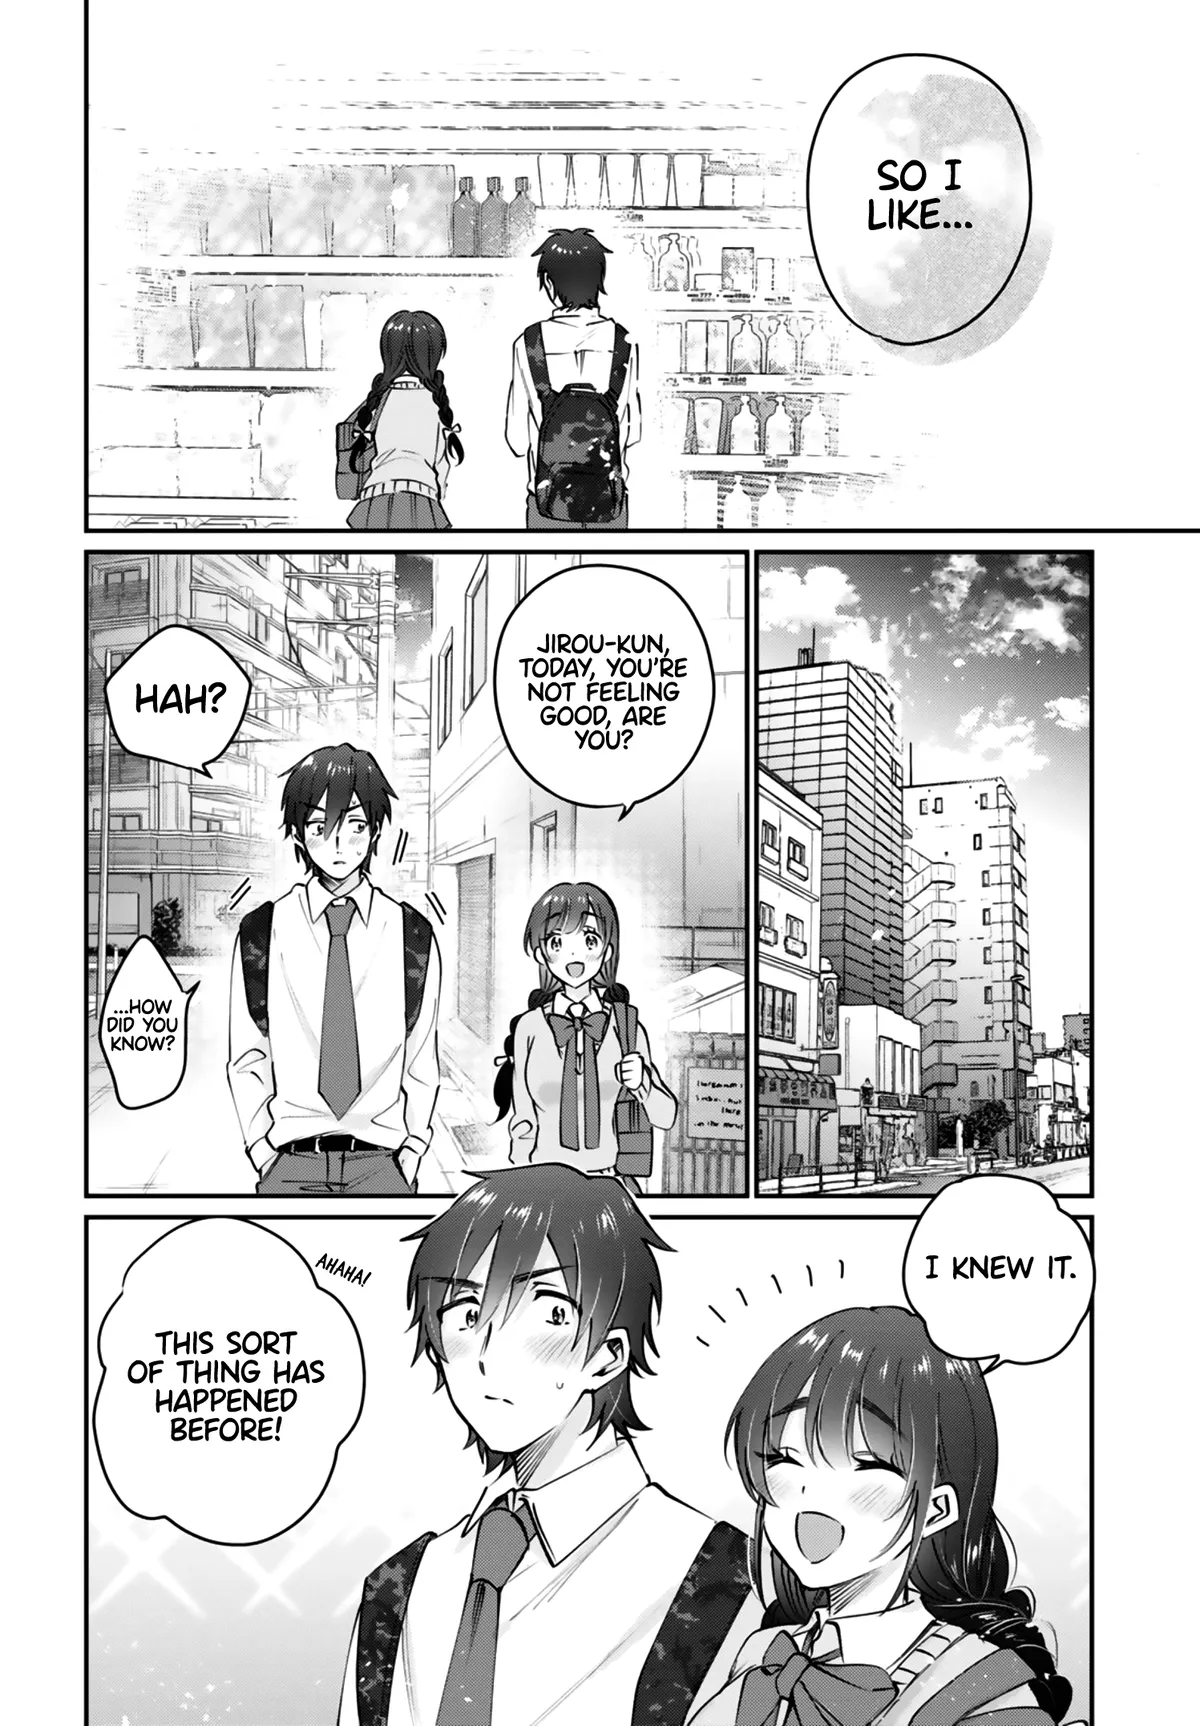 SO I
LIKE...
JIROU-KUN,
TODAY, YOU'RE
NOT FEELING
GOOD, ARE
YOU?
HAH?
...HOW
DID YOU
KNOW?
I KNEW IT.
AHAHA!
THIS SORT
OF THING HAS
HAPPENED
BEFORE!